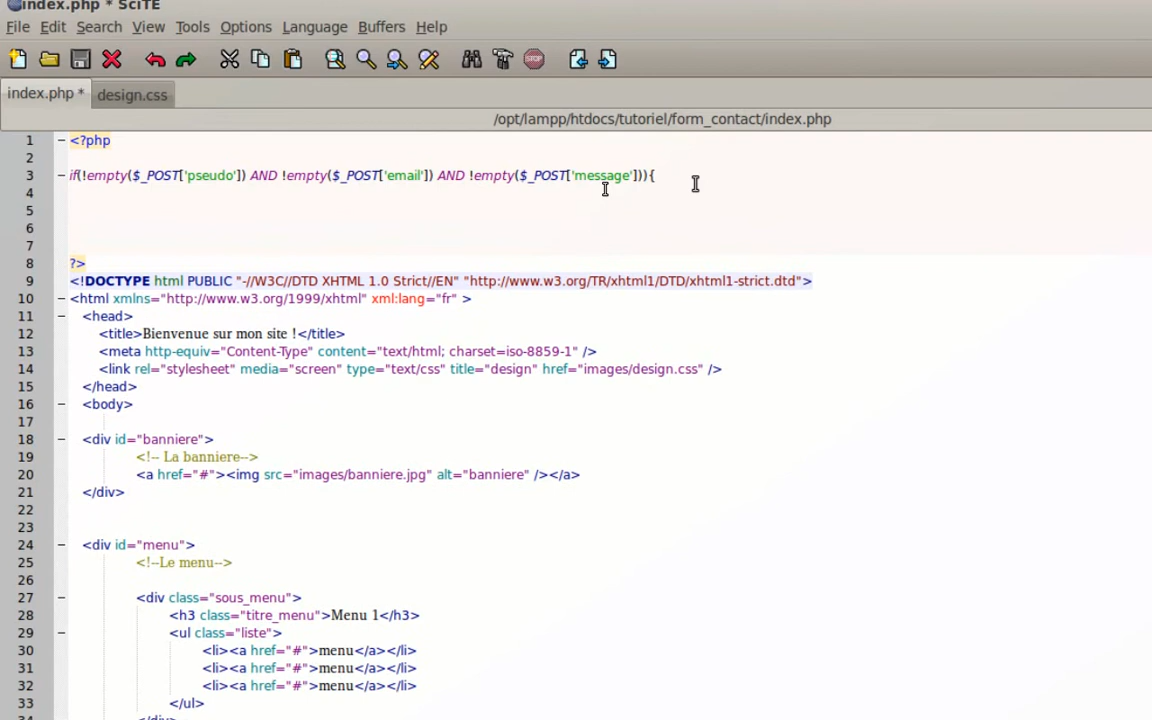 index.php * SciTE
File Edit Search View Tools Options Language Buffers Help
STOP
index.php * design.css
/opt/lampp/htdocs/tutoriel/form_contact/index.php
1 <?php
2
3 if(!empty($_POST['pseudo']) AND !empty($_POST['email']) AND !empty($_POST['message'])){
4
5
6
7
8 ?>
9 <!DOCTYPE html PUBLIC "-//W3C//DTD XHTML 1.0 Strict//EN" "http://www.w3.org/TR/xhtml1/DTD/xhtml1-strict.dtd">
10 <html xmlns="http://www.w3.org/1999/xhtml" xml:lang="fr" >
11 <head>
12 <title>Bienvenue sur mon site !</title>
13 <meta http-equiv="Content-Type" content="text/html; charset=iso-8859-1" />
14 <link rel="stylesheet" media="screen" type="text/css" title="design" href="images/design.css" />
15 </head>
16 <body>
17
18 <div id="banniere">
19 <!-- La banniere-->
20 <a href="#"><img src="images/banniere.jpg" alt="banniere" /></a>
21 </div>
22
23
24 <div id="menu">
25 <!--Le menu-->
26
27 <div class="sous_menu">
28 <h3 class="titre_menu">Menu 1</h3>
29 <ul class="liste">
30 <li><a href="#">menu</a></li>
31 <li><a href="#">menu</a></li>
32 <li><a href="#">menu</a></li>
33 </ul>
34 </div>